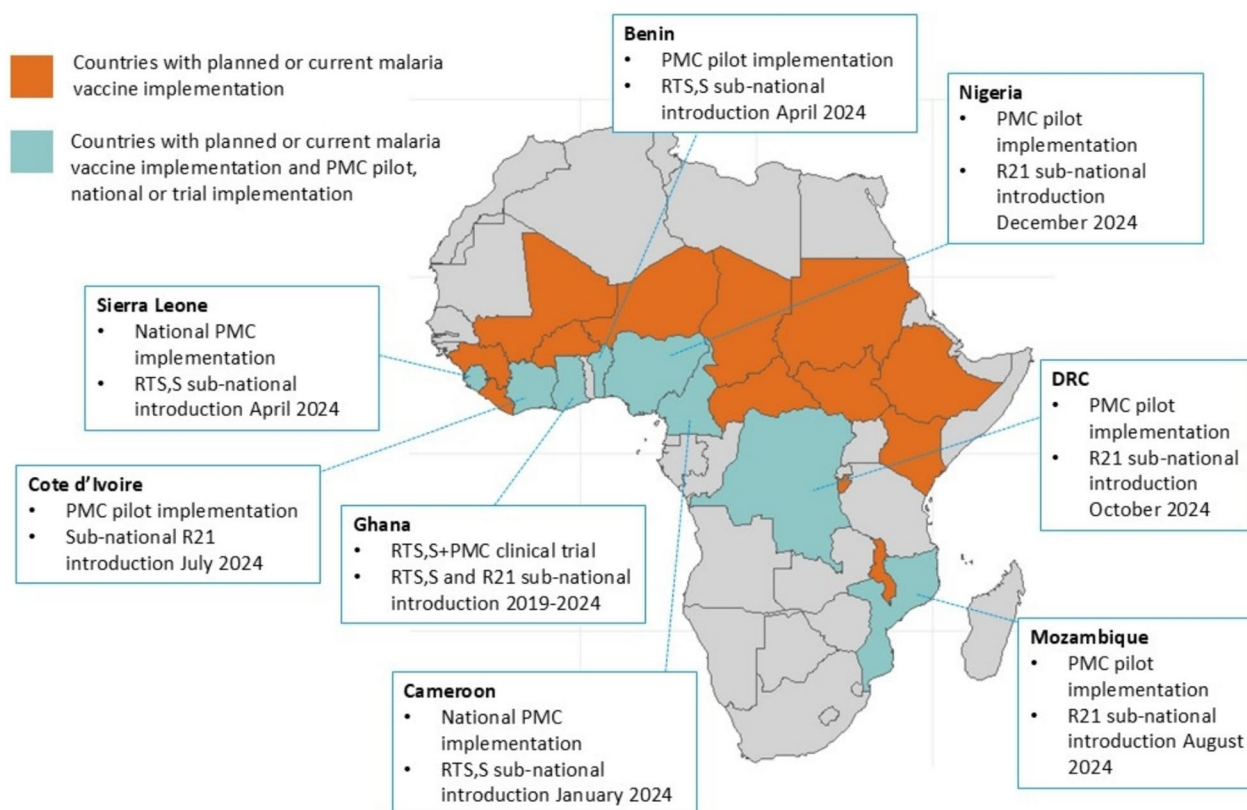 Countries with planned or current malaria
vaccine implementation
Countries with planned or current malaria
vaccine implementation and PMC pilot,
national or trial implementation
Benin
• PMC pilot implementation
• RTS,S sub-national
introduction April 2024
Nigeria
• PMC pilot
implementation
• R21 sub-national
introduction
December 2024
Sierra Leone
• National PMC
implementation
• RTS,S sub-national
introduction April 2024
DRC
• PMC pilot
implementation
• R21 sub-national
introduction
October 2024
Cote d’Ivoire
• PMC pilot implementation
• Sub-national R21
introduction July 2024
Ghana
• RTS,S+PMC clinical trial
• RTS,S and R21 sub-national
introduction 2019-2024
Mozambique
• PMC pilot
implementation
• R21 sub-national
introduction August
2024
Cameroon
• National PMC
implementation
• RTS,S sub-national
introduction January 2024